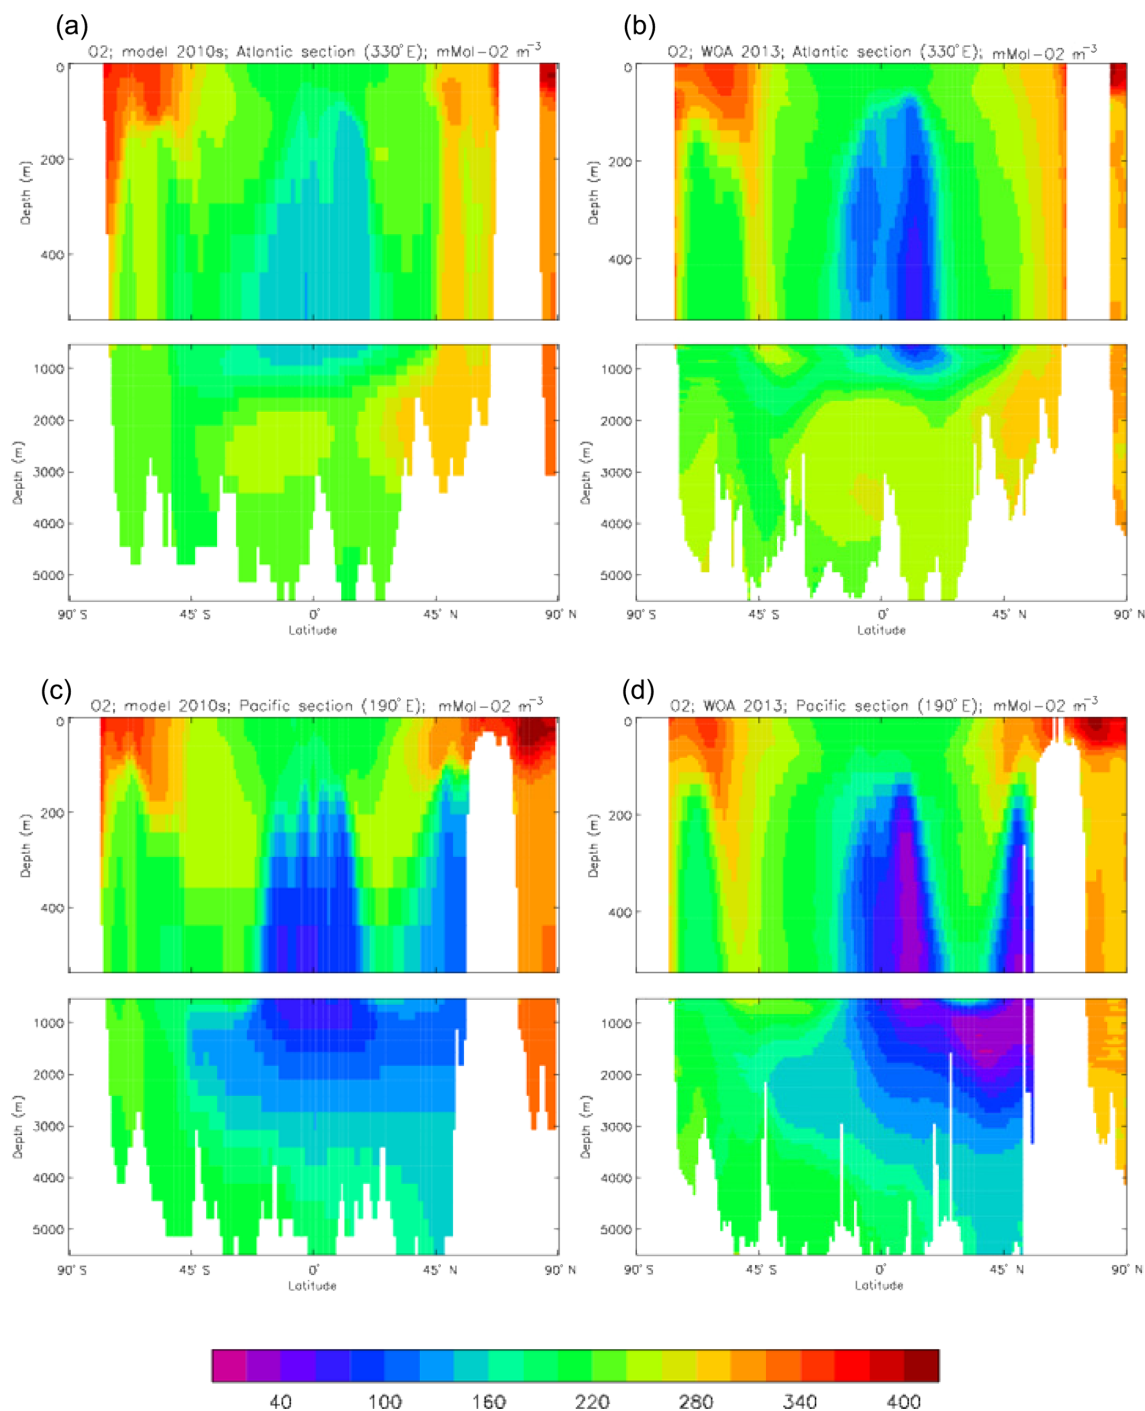 (a)
O2; model 2010s; Atlantic section (330°E); mMol-O2 m⁻³
0
200
400
Depth (m)
1000
2000
3000
4000
5000
Depth (m)
90°S 45°S 0° 45°N 90°N
Latitude
(b)
O2; WOA 2013; Atlantic section (330°E); mMol-O2 m⁻³
0
200
400
Depth (m)
1000
2000
3000
4000
5000
Depth (m)
90°S 45°S 0° 45°N 90°N
Latitude
(c)
O2; model 2010s; Pacific section (190°E); mMol-O2 m⁻³
0
200
400
Depth (m)
1000
2000
3000
4000
5000
Depth (m)
90°S 45°S 0° 45°N 90°N
Latitude
(d)
O2; WOA 2013; Pacific section (190°E); mMol-O2 m⁻³
0
200
400
Depth (m)
1000
2000
3000
4000
5000
Depth (m)
90°S 45°S 0° 45°N 90°N
Latitude
40 100 160 220 280 340 400